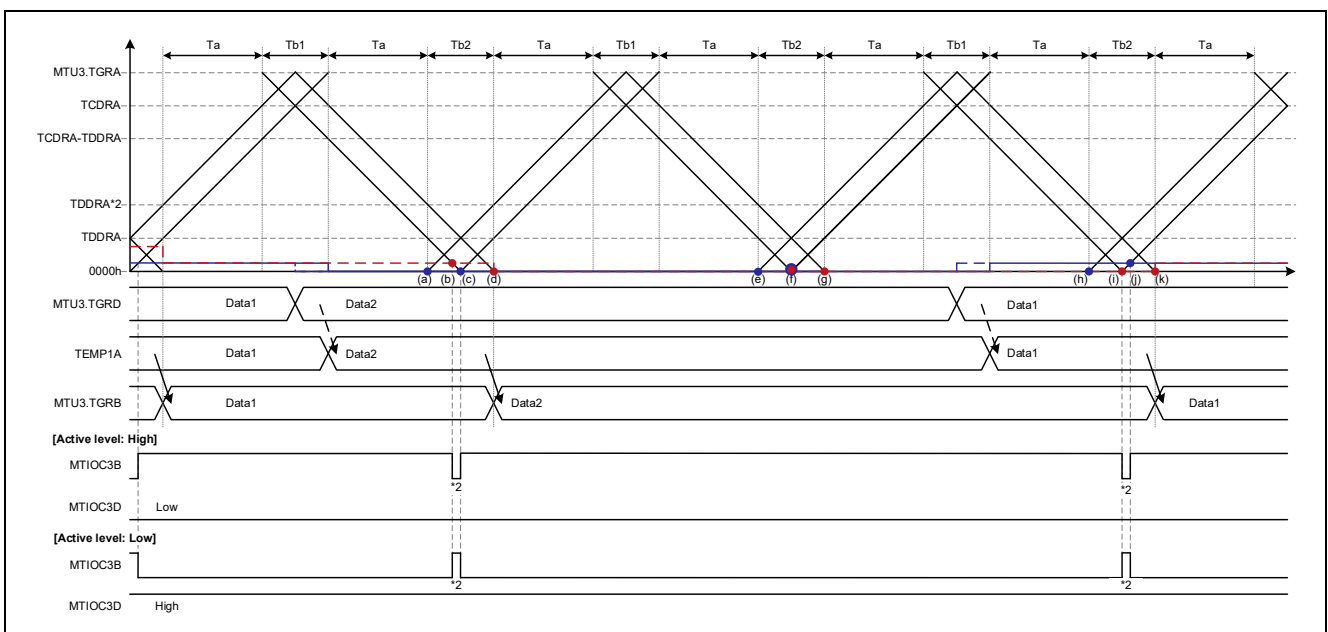 Ta Tb1 Ta Tb2 Ta Tb1 Ta Tb2 Ta Tb1 Ta Tb2 Ta
MTU3.TGRA
TCDRA
TCDRA-TDDRA
TDDRA*2
TDDRA
0000h
(a) (b) (c) (d) (e) (f) (g) (h) (i) (j) (k)
MTU3.TGRD Data1 Data2 Data1
TEMP1A Data1 Data2 Data1
MTU3.TGRB Data1 Data2 Data1
[Active level: High]
MTIOC3B
*2 *2
MTIOC3D Low
[Active level: Low]
MTIOC3B
*2 *2
MTIOC3D High